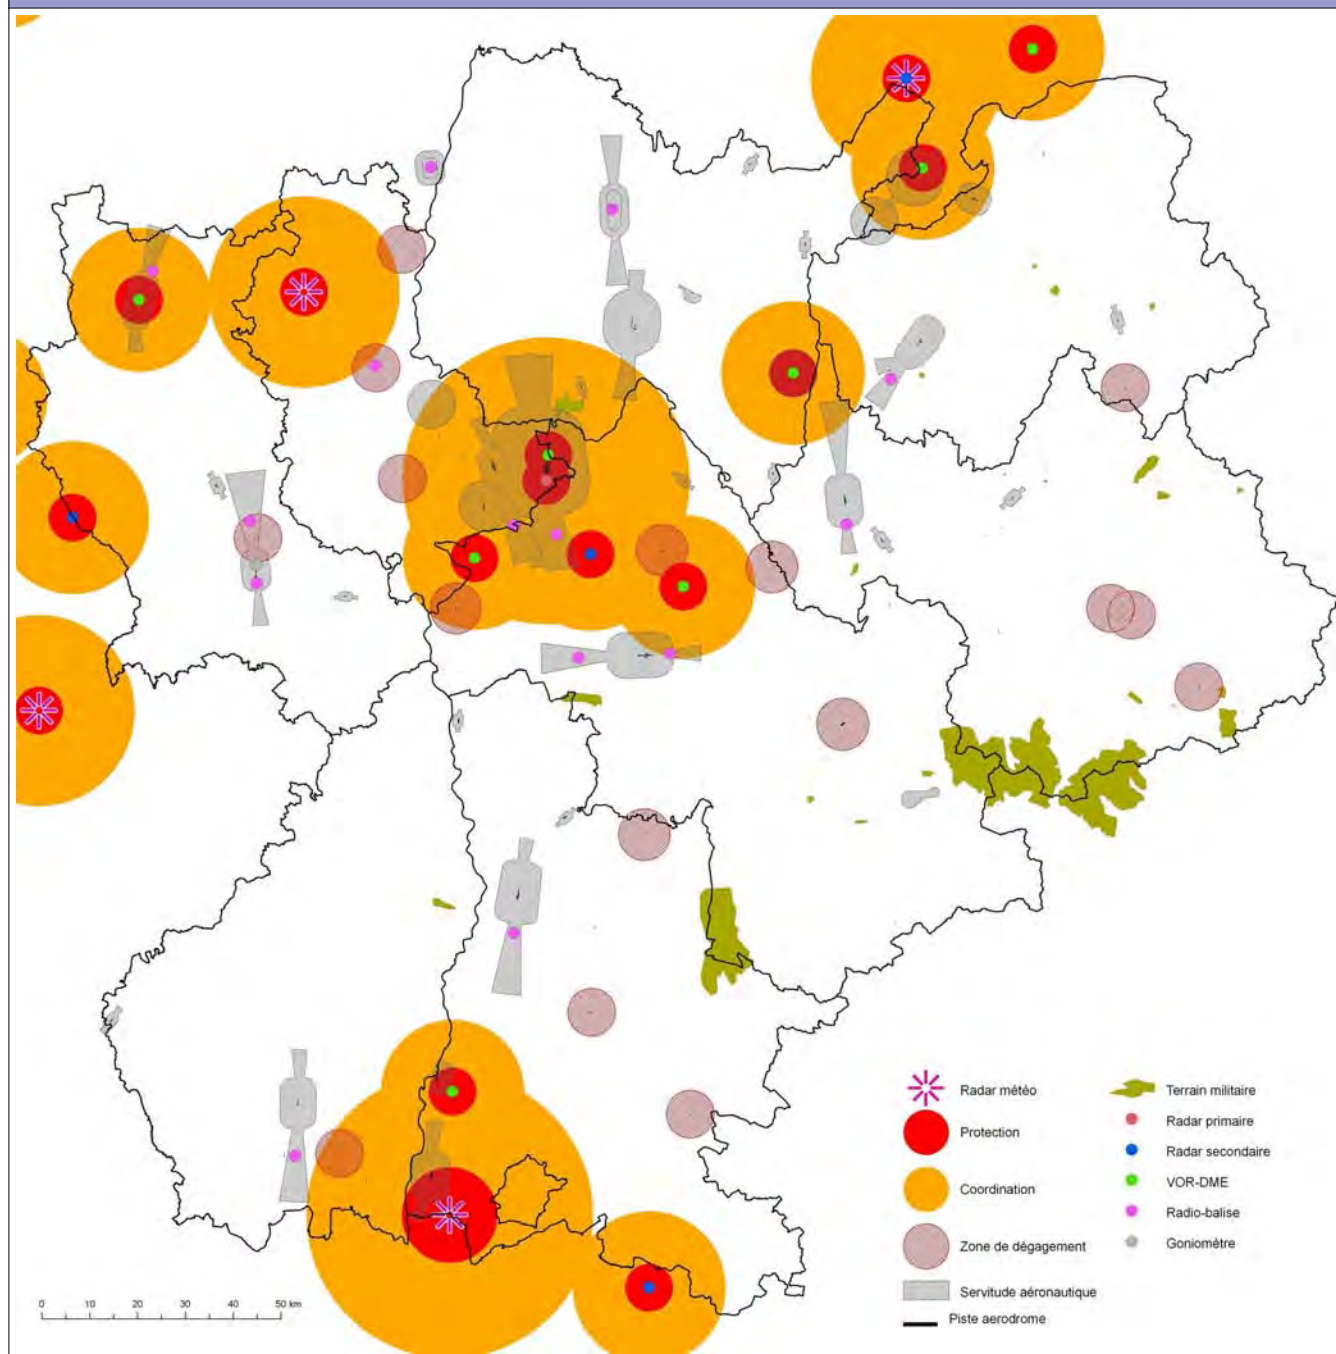 Radar météo
Protection
Coordination
Zone de dégagement
Servitude aéronautique
Piste aerodrome
Terrain militaire
Radar primaire
Radar secondaire
VOR-DME
Radio-balise
Goniomètre
0 10 20 30 40 50 km